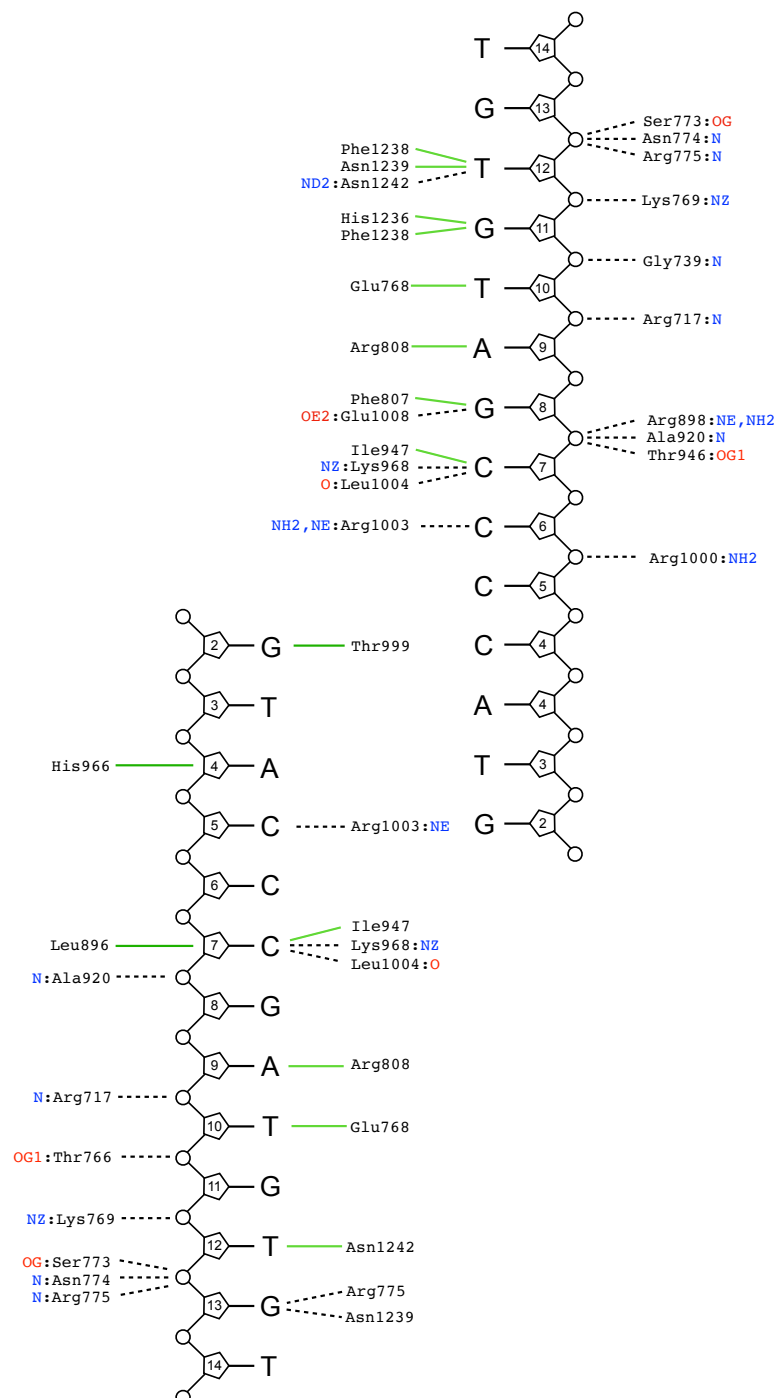 T 14
G 13
Ser773:OG
Asn774:N
Arg775:N
Phe1238
Asn1239
ND2:Asn1242
T 12
Lys769:NZ
His1236
Phe1238
G 11
Gly739:N
Glu768 T 10
Arg717:N
Arg808 A 9
Phe807
OE2:Glu1008
G 8
Arg898:NE,NH2
Ala920:N
Thr946:OG1
Ile947
NZ:Lys968
O:Leu1004
C 7
NH2,NE:Arg1003 C 6
Arg1000:NH2
C 5
C 4
A 4
T 3
G 2
2 G Thr999
3 T
His966 4 A
5 C Arg1003:NE
6 C
Leu896 7 C
Ile947
Lys968:NZ
Leu1004:O
N:Ala920
8 G
9 A Arg808
N:Arg717
10 T Glu768
OG1:Thr766
11 G
NZ:Lys769
12 T Asn1242
OG:Ser773
N:Asn774
N:Arg775
13 G
Arg775
Asn1239
14 T